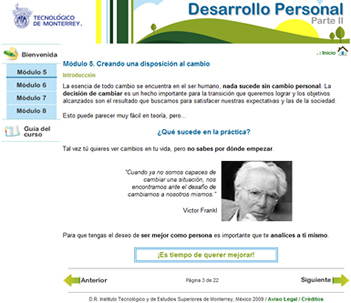 TECNOLÓGICO
DE MONTERREY.
Desarrollo Personal
Parte II
Bienvenida
.: Inicio
Módulo 5
Módulo 6
Módulo 7
Módulo 8
Guía del
curso
Módulo 5. Creando una disposición al cambio
Introducción
La esencia de todo cambio se encuentra en el ser humano, nada sucede sin cambio personal. La
decisión de cambiar es un hecho importante para la transición que queremos lograr y los objetivos
alcanzados son el resultado que buscamos para satisfacer nuestras expectativas y las de la sociedad.
Esto puede parecer muy fácil en teoría, pero...
¿Qué sucede en la práctica?
Tal vez tú quieres ver cambios en tu vida, pero no sabes por dónde empezar.
"Cuando ya no somos capaces de
cambiar una situación, nos
encontramos ante el desafío de
cambiarnos a nosotros mismos."
Victor Frankl
Para que tengas el deseo de ser mejor como persona es importante que te analices a ti mismo.
¡Es tiempo de querer mejorar!
Anterior
Página 3 de 22
Siguiente
D.R. Instituto Tecnológico y de Estudios Superiores de Monterrey, México 2009 / Aviso Legal / Créditos